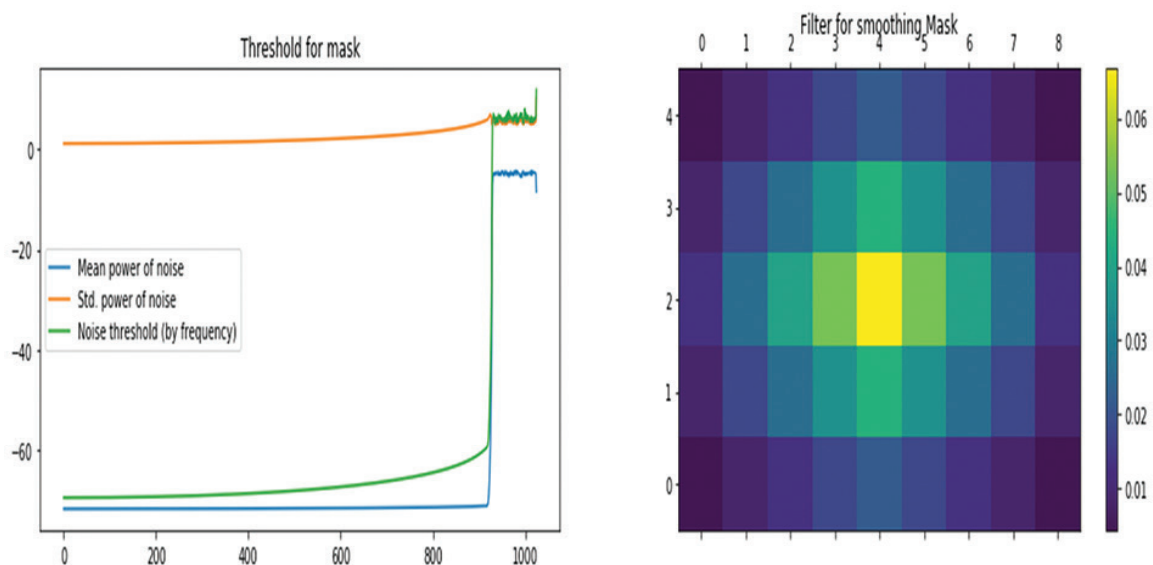 Threshold for mask
0
−20
−40
−60
Mean power of noise
Std. power of noise
Noise threshold (by frequency)
0 200 400 600 800 1000
Filter for smoothing Mask
0 1 2 3 4 5 6 7 8
4
3
2
1
0
0.06
0.05
0.04
0.03
0.02
0.01